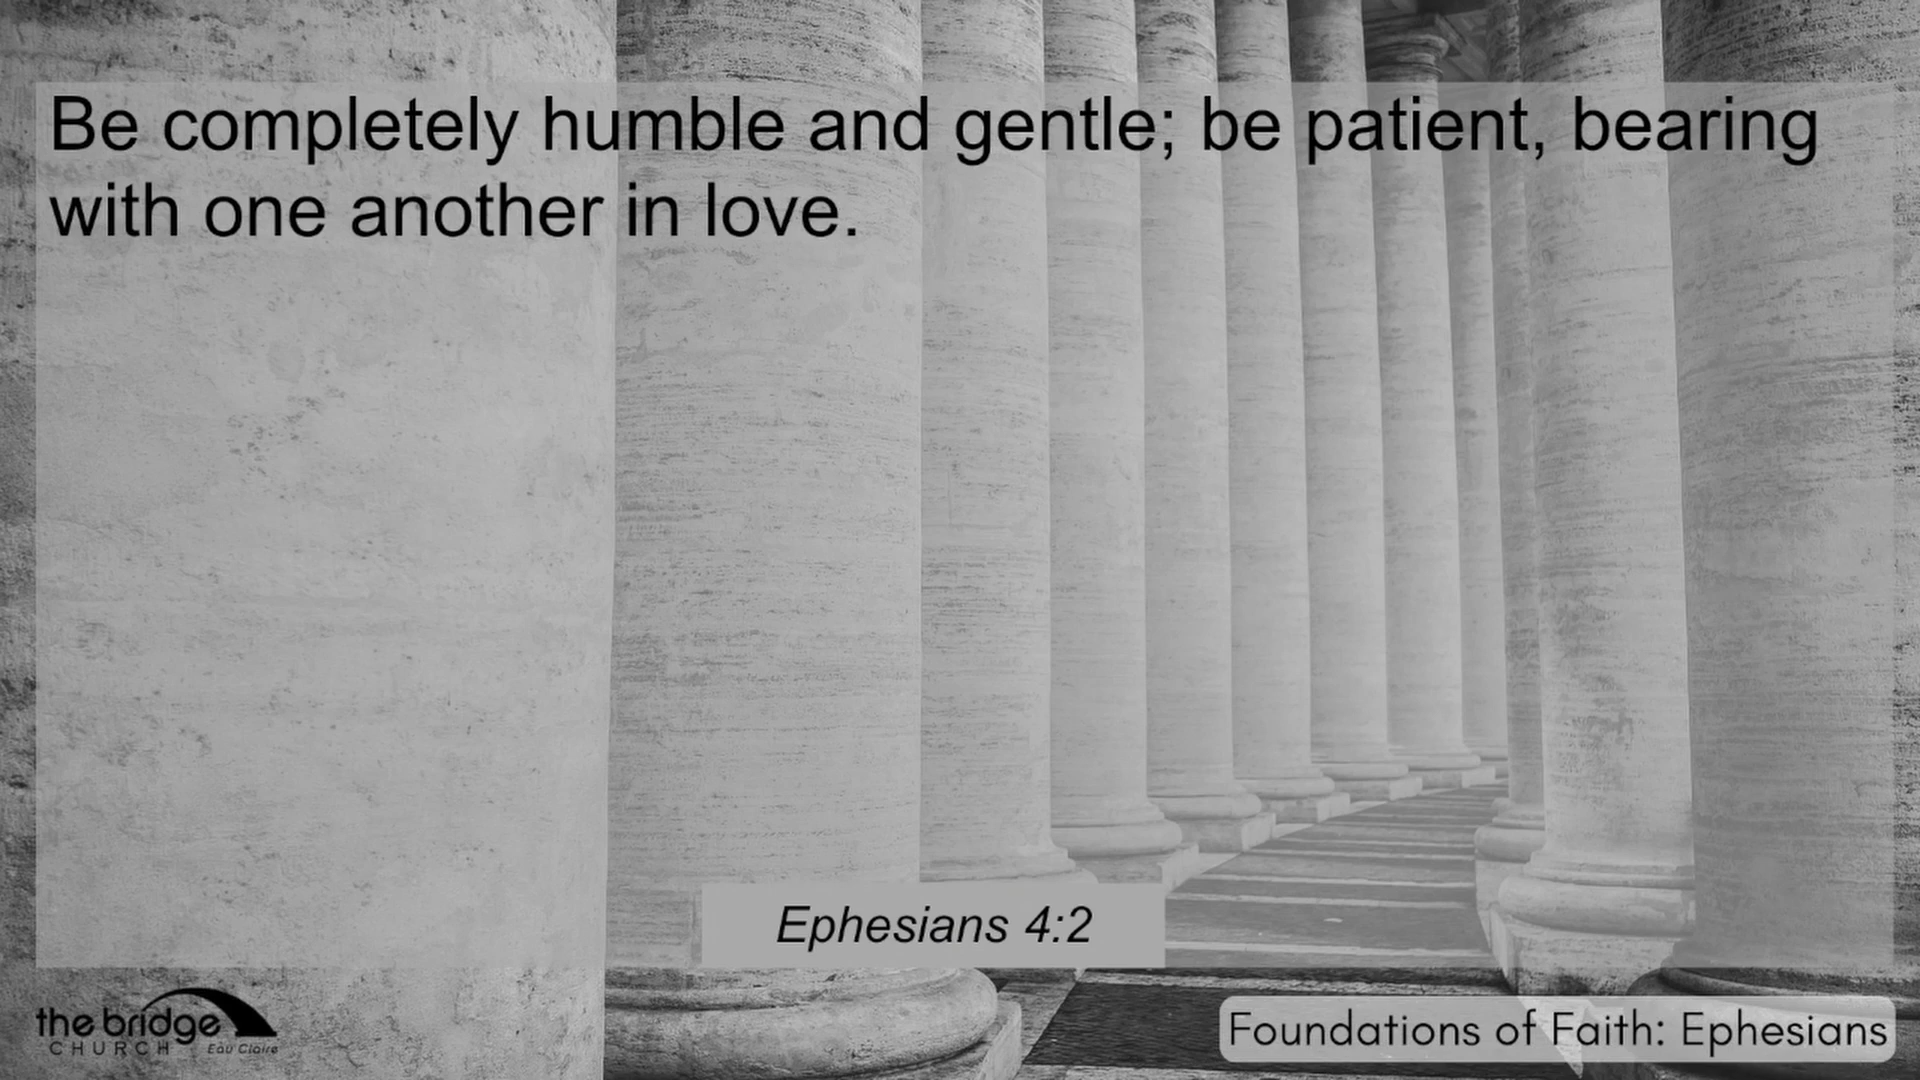 Be completely humble and gentle; be patient, bearing
with one another in love.
Ephesians 4:2
the bridge
CHURCH Eau Claire
Foundations of Faith: Ephesians